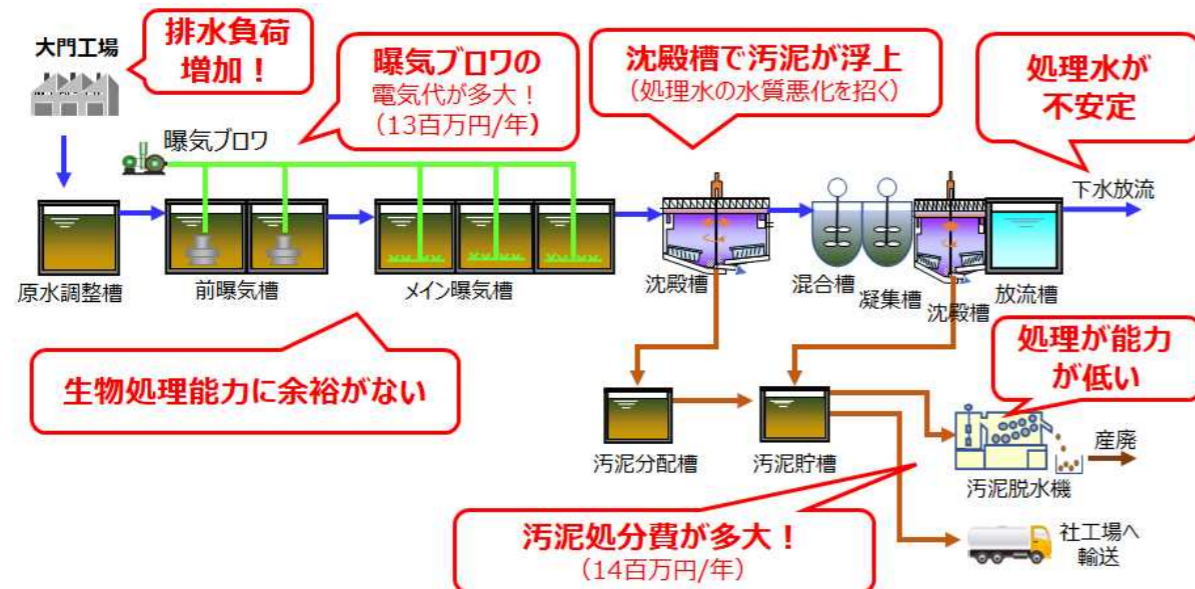 大門工場
排水負荷
増加！
曝気ブロワの
電気代が多大！
（13百万円/年）
沈殿槽で汚泥が浮上
（処理水の水質悪化を招く）
処理水が
不安定
曝気ブロワ
下水放流
原水調整槽
前曝気槽
メイン曝気槽
沈殿槽
混合槽
凝集槽
沈殿槽
放流槽
生物処理能力に余裕がない
処理が能力
が低い
汚泥分配槽
汚泥貯槽
汚泥脱水機
産廃
汚泥処分費が多大！
（14百万円/年）
社工場へ
輸送